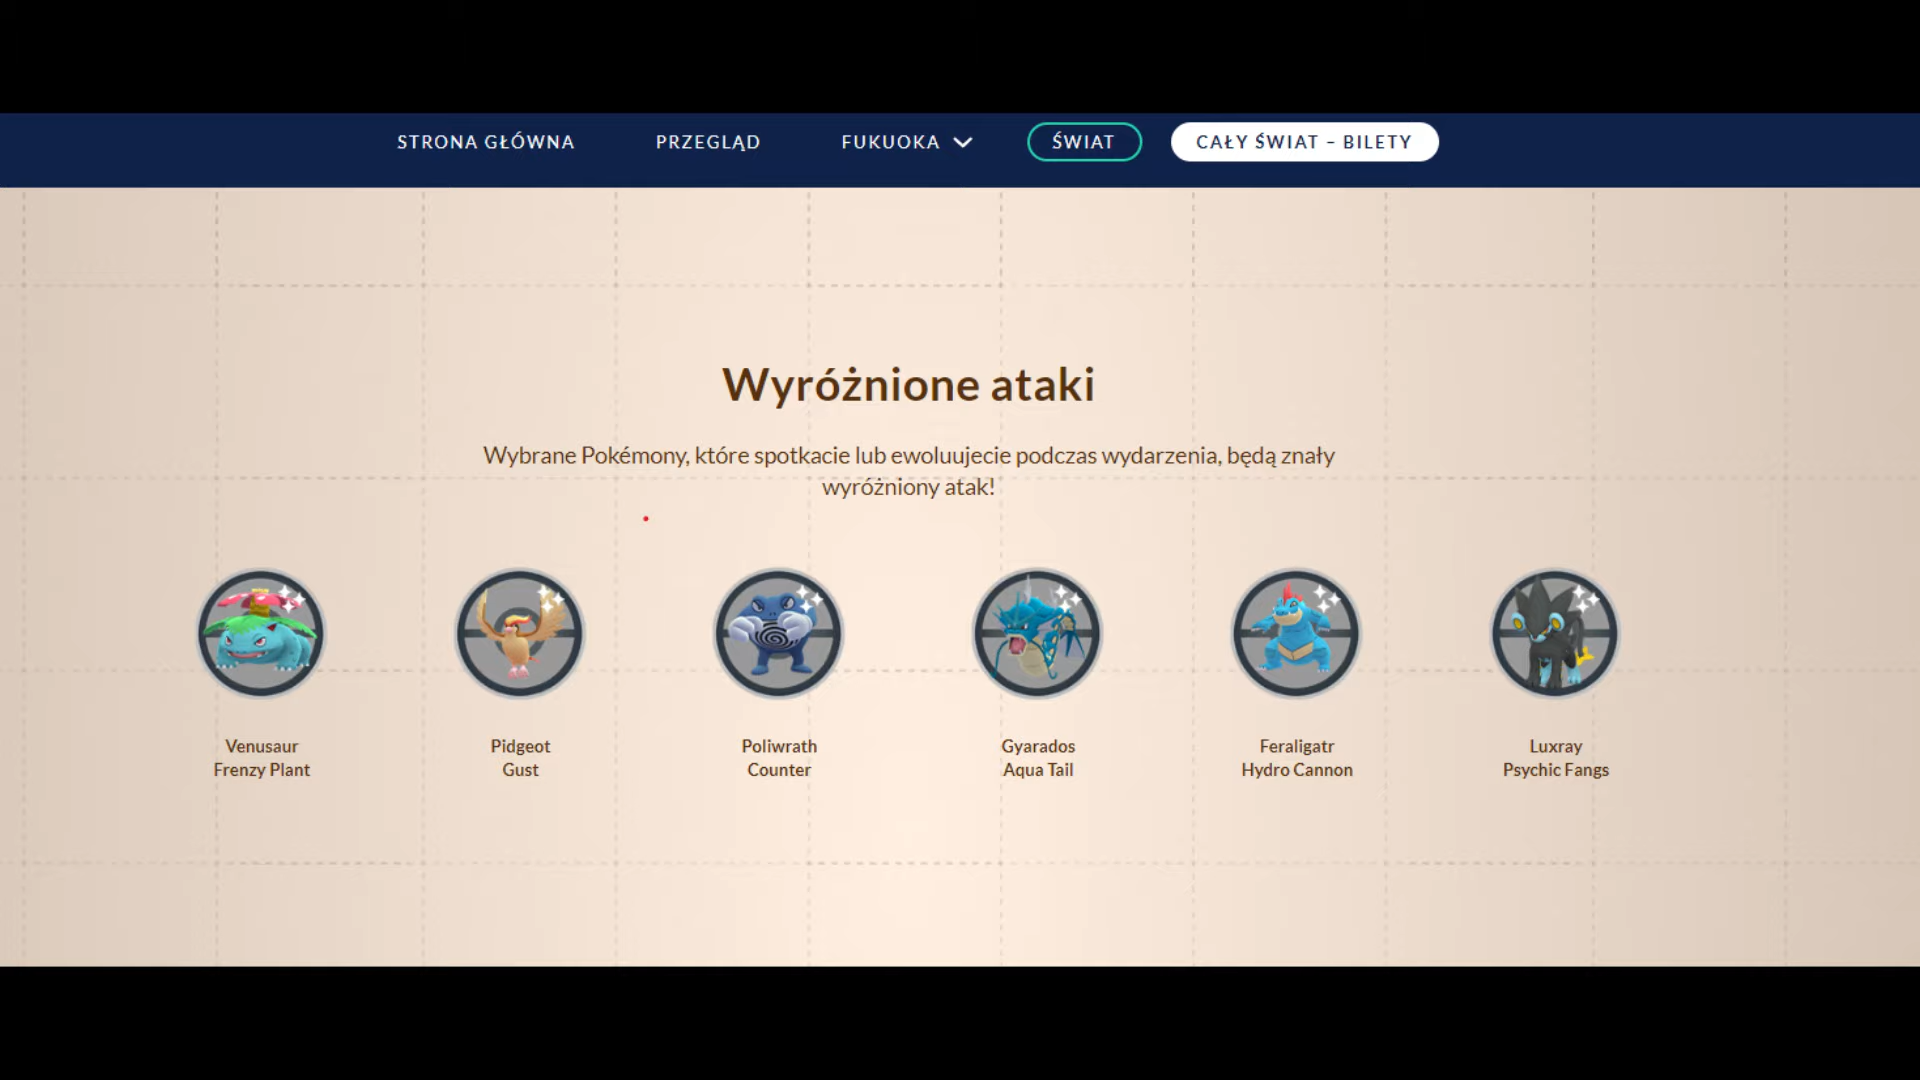 STRONA GŁÓWNA PRZEGLĄD FUKUOKA ŚWIAT CAŁY ŚWIAT – BILETY
Wyróżnione ataki
Wybrane Pokémony, które spotkacie lub ewoluujecie podczas wydarzenia, będą znały
wyróżniony atak!
Venusaur
Frenzy Plant
Pidgeot
Gust
Poliwrath
Counter
Gyarados
Aqua Tail
Feraligatr
Hydro Cannon
Luxray
Psychic Fangs